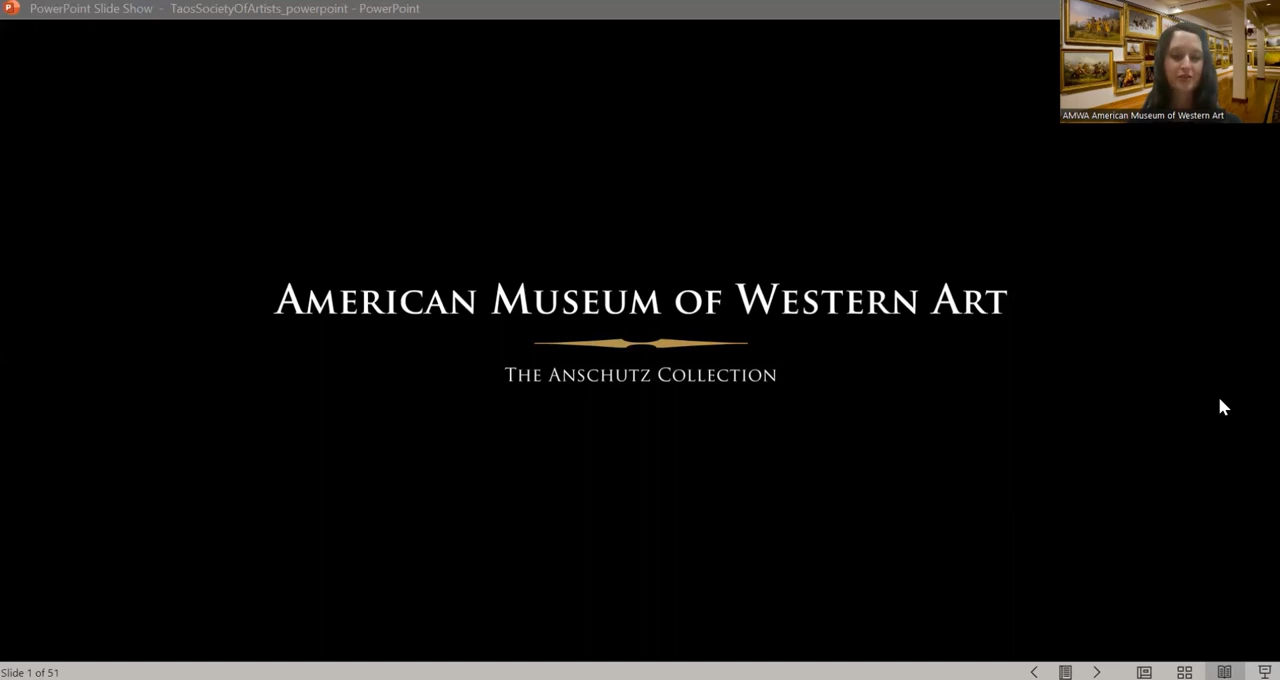 PowerPoint Slide Show - TaosSocietyOfArtists_powerpoint - PowerPoint
AMWA American Museum of Western Art
AMERICAN MUSEUM OF WESTERN ART
THE ANSCHUTZ COLLECTION
Slide 1 of 51